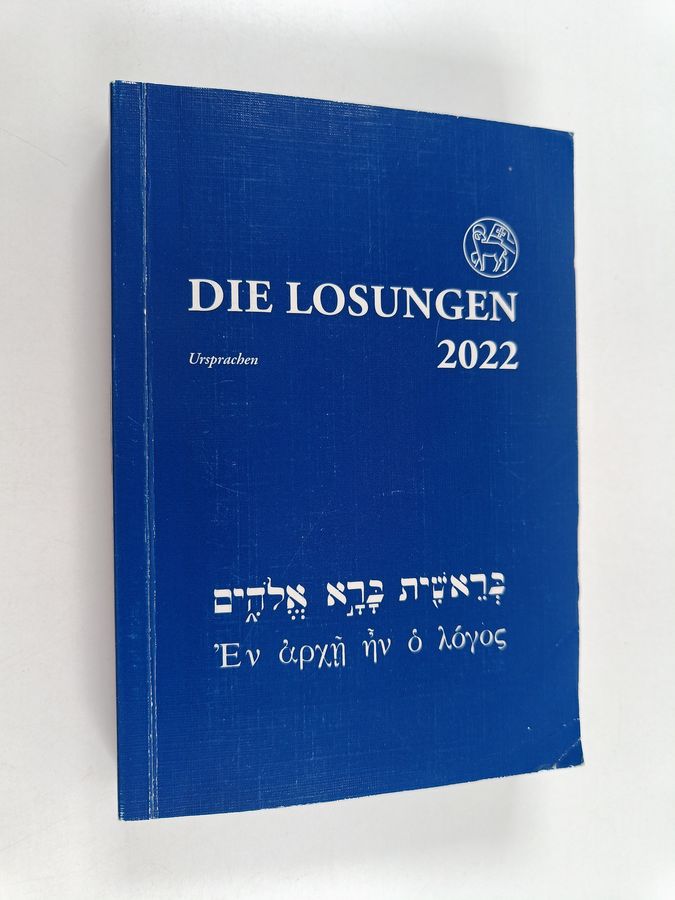 DIE LOSUNGEN
2022
Ursprachen
בְּרֵאשִׁ֖ית בָּרָ֣א אֱלֹהִ֑ים
Ἐν ἀρχῇ ἦν ὁ λόγος